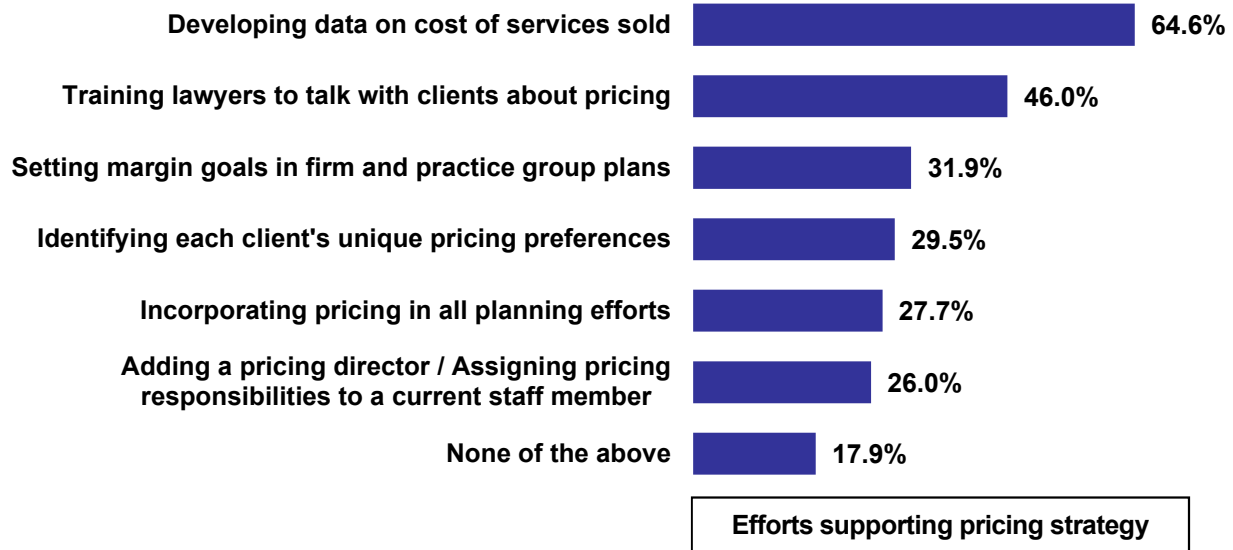 Developing data on cost of services sold 64.6%
Training lawyers to talk with clients about pricing 46.0%
Setting margin goals in firm and practice group plans 31.9%
Identifying each client's unique pricing preferences 29.5%
Incorporating pricing in all planning efforts 27.7%
Adding a pricing director / Assigning pricing
responsibilities to a current staff member 26.0%
None of the above 17.9%
Efforts supporting pricing strategy